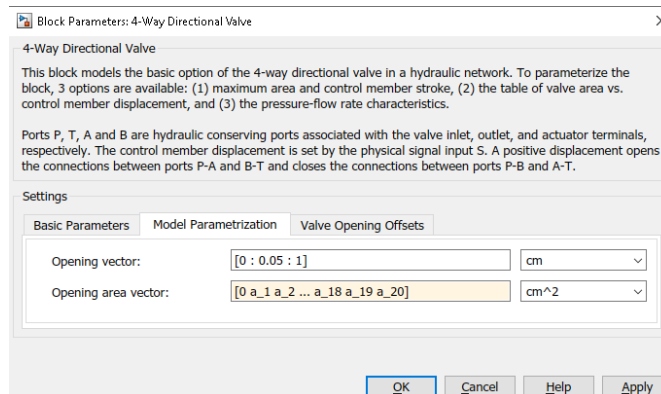 Block Parameters: 4-Way Directional Valve
4-Way Directional Valve
This block models the basic option of the 4-way directional valve in a hydraulic network. To parameterize the
block, 3 options are available: (1) maximum area and control member stroke, (2) the table of valve area vs.
control member displacement, and (3) the pressure-flow rate characteristics.
Ports P, T, A and B are hydraulic conserving ports associated with the valve inlet, outlet, and actuator terminals,
respectively. The control member displacement is set by the physical signal input S. A positive displacement opens
the connections between ports P-A and B-T and closes the connections between ports P-B and A-T.
Settings
Basic Parameters Model Parametrization Valve Opening Offsets
Opening vector: [0 : 0.05 : 1] cm
Opening area vector: [0 a_1 a_2 ... a_18 a_19 a_20] cm^2
OK Cancel Help Apply